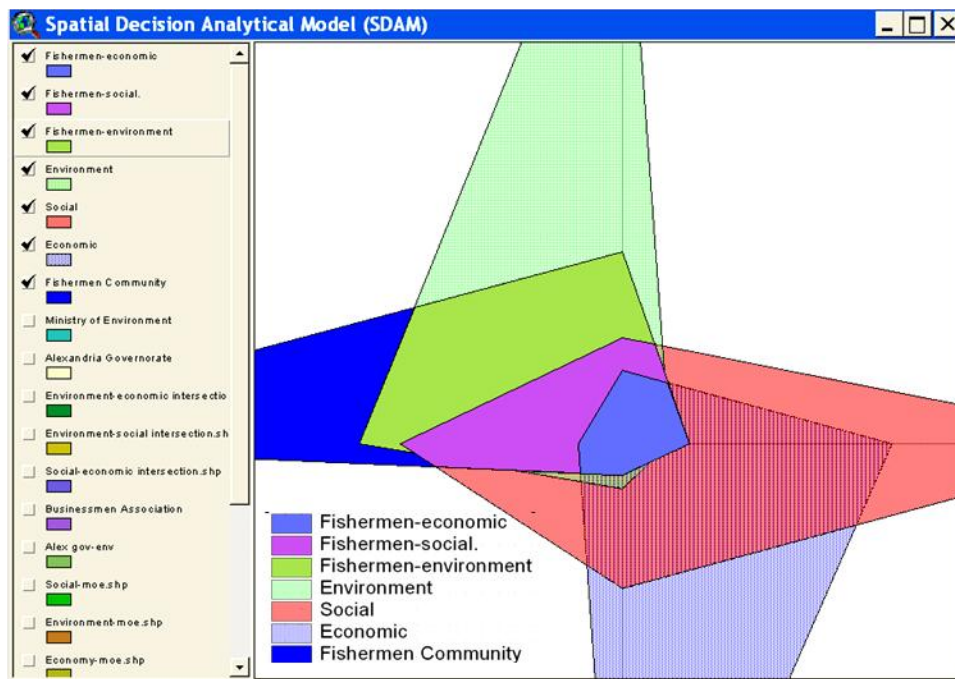 Spatial Decision Analytical Model (SDAM)
Fishermen-economic
Fishermen-social.
Fishermen-environment
Environment
Social
Economic
Fishermen Community
Ministry of Environment
Alexandria Governorate
Environment-economic intersectio
Environment-social intersection.sh
Social-economic intersection.shp
Businessmen Association
Alex gov-env
Social-moe.shp
Environment-moe.shp
Economy-moe.shp
Fishermen-economic
Fishermen-social.
Fishermen-environment
Environment
Social
Economic
Fishermen Community